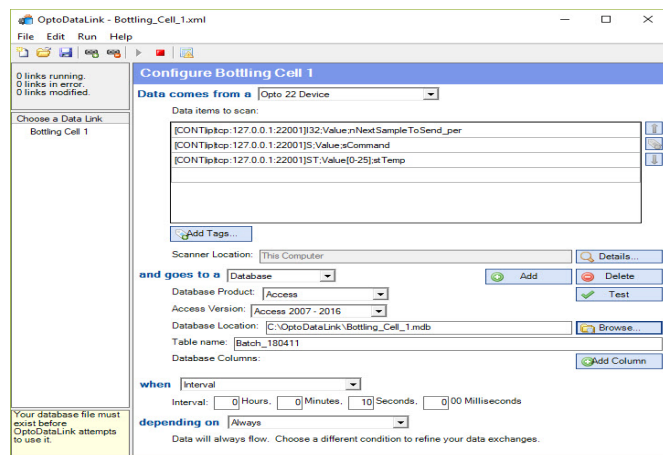 OptoDataLink - Bottling_Cell_1.xml
File Edit Run Help
0 links running.
0 links in error.
0 links modified.
Choose a Data Link
Bottling Cell 1
Configure Bottling Cell 1
Data comes from a Opto 22 Device
Data items to scan:
[CONT|ip|tcp:127.0.0.1:22001]I32;Value;nNextSampleToSend_per
[CONT|ip|tcp:127.0.0.1:22001]S;Value;sCommand
[CONT|ip|tcp:127.0.0.1:22001]ST;Value[0-25];stTemp
Add Tags...
Scanner Location: This Computer Details...
and goes to a Database Add Delete
Database Product: Access Test
Access Version: Access 2007 - 2016
Database Location: C:\OptoDataLink\Bottling_Cell_1.mdb Browse...
Table name: Batch_180411
Database Columns: Add Column
when Interval
Interval: 0 Hours, 0 Minutes, 10 Seconds, 0 00 Milliseconds
depending on Always
Data will always flow. Choose a different condition to refine your data exchanges.
Your database file must
exist before
OptoDataLink attempts
to use it.